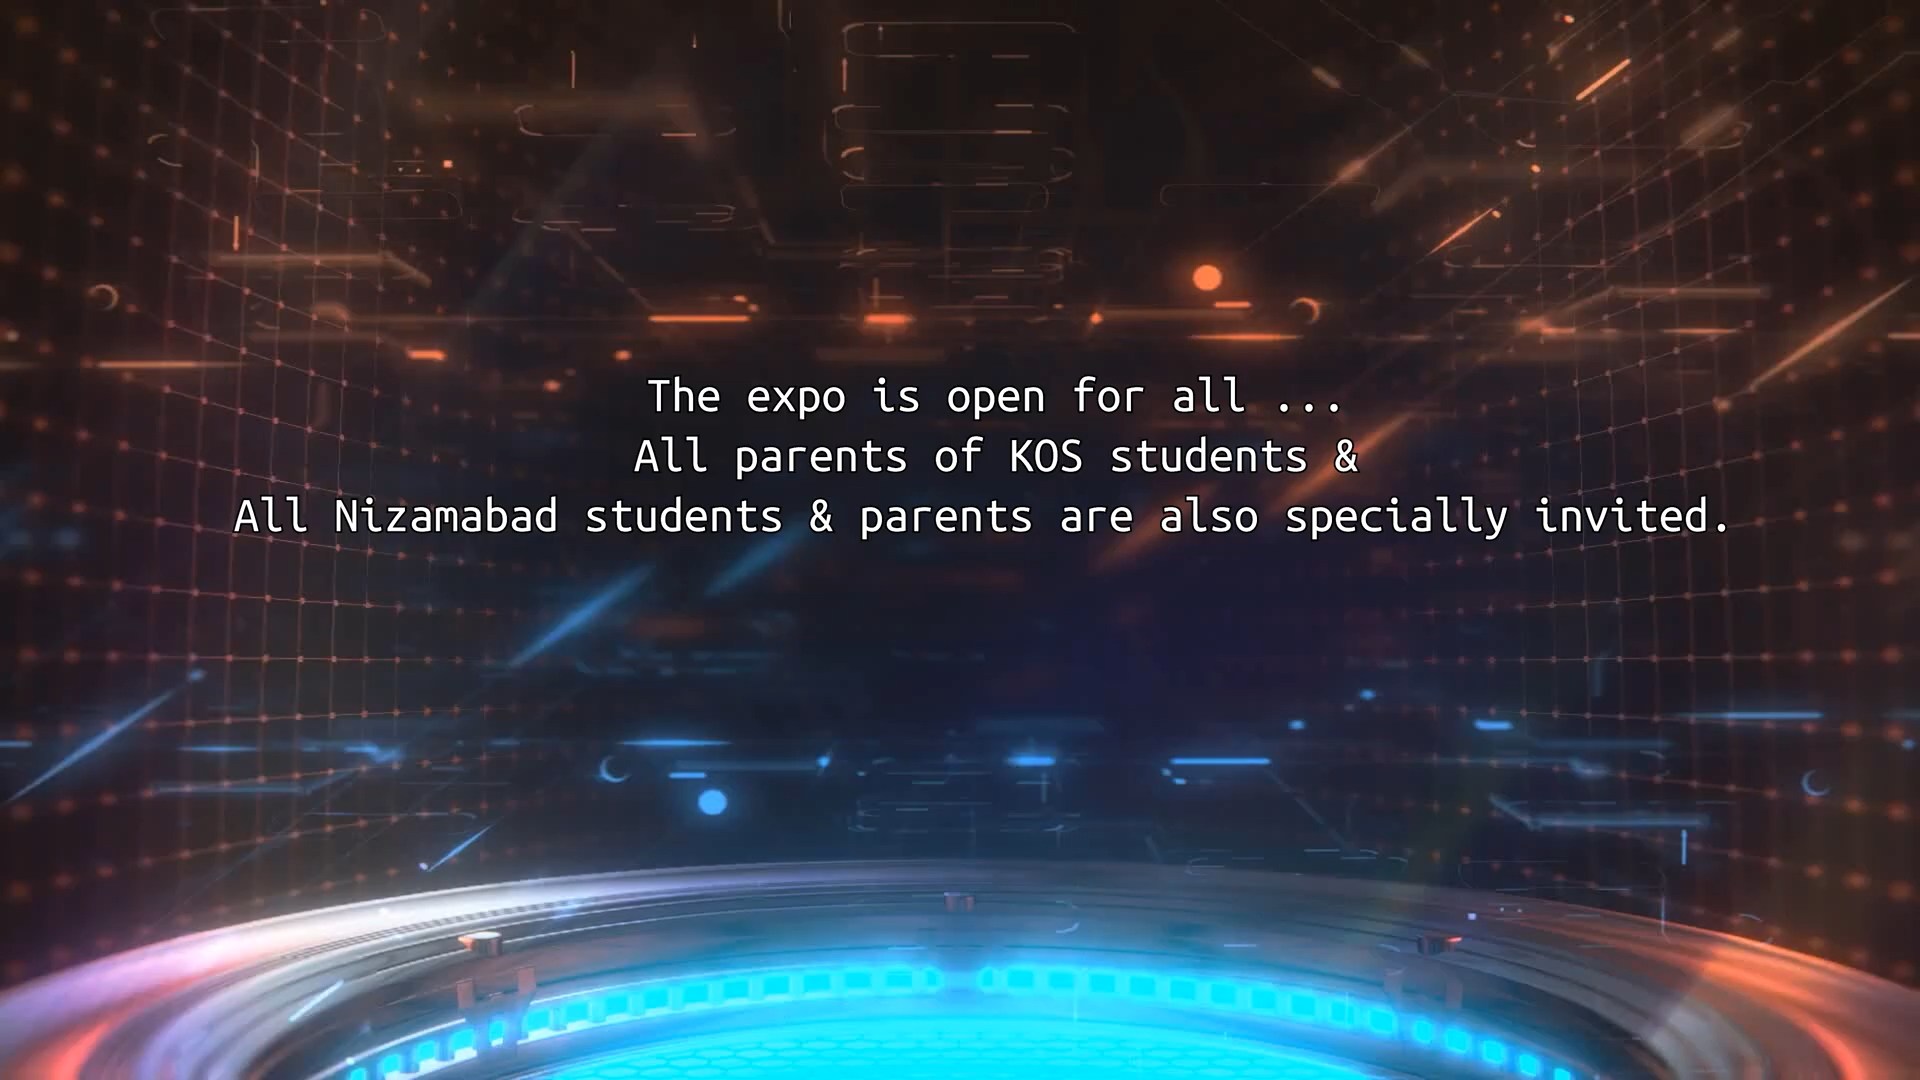 The expo is open for all ...
All parents of KOS students &
All Nizamabad students & parents are also specially invited.